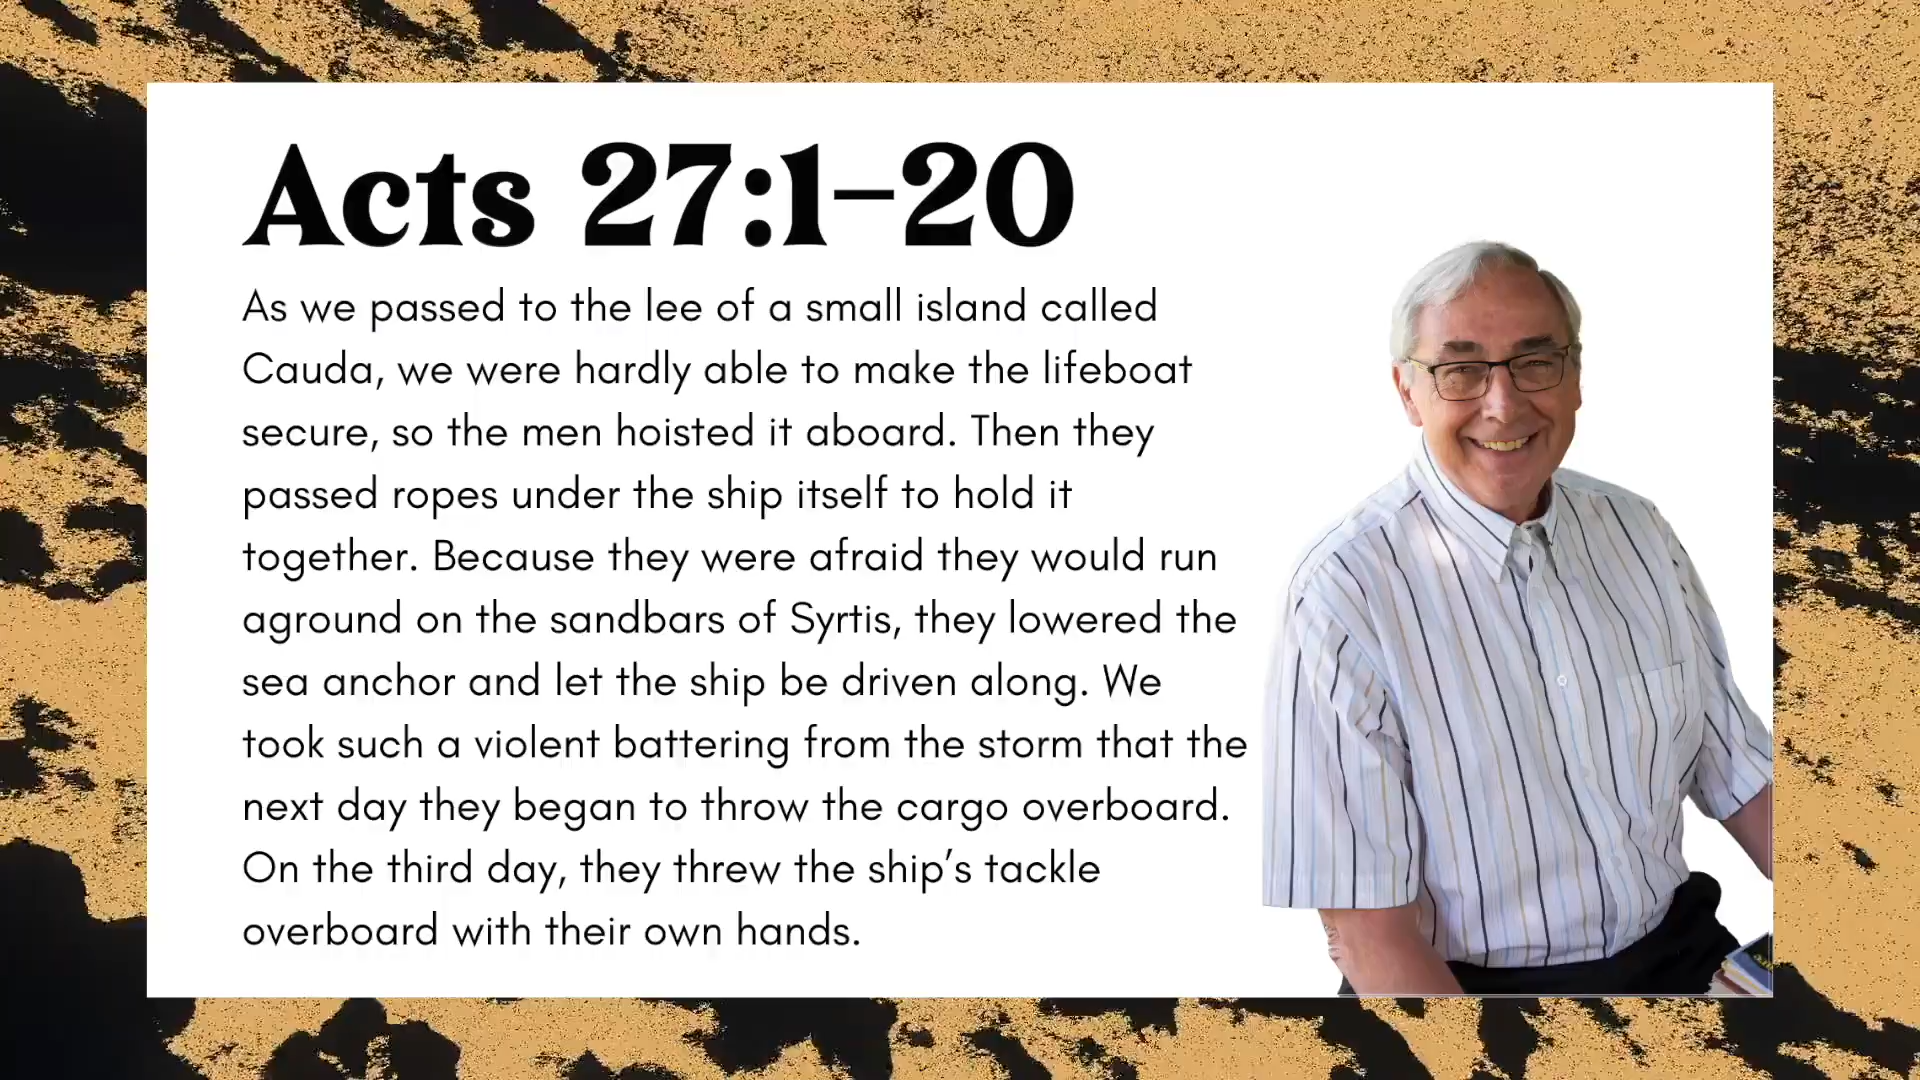 Acts 27:1–20
As we passed to the lee of a small island called
Cauda, we were hardly able to make the lifeboat
secure, so the men hoisted it aboard. Then they
passed ropes under the ship itself to hold it
together. Because they were afraid they would run
aground on the sandbars of Syrtis, they lowered the
sea anchor and let the ship be driven along. We
took such a violent battering from the storm that the
next day they began to throw the cargo overboard.
On the third day, they threw the ship’s tackle
overboard with their own hands.